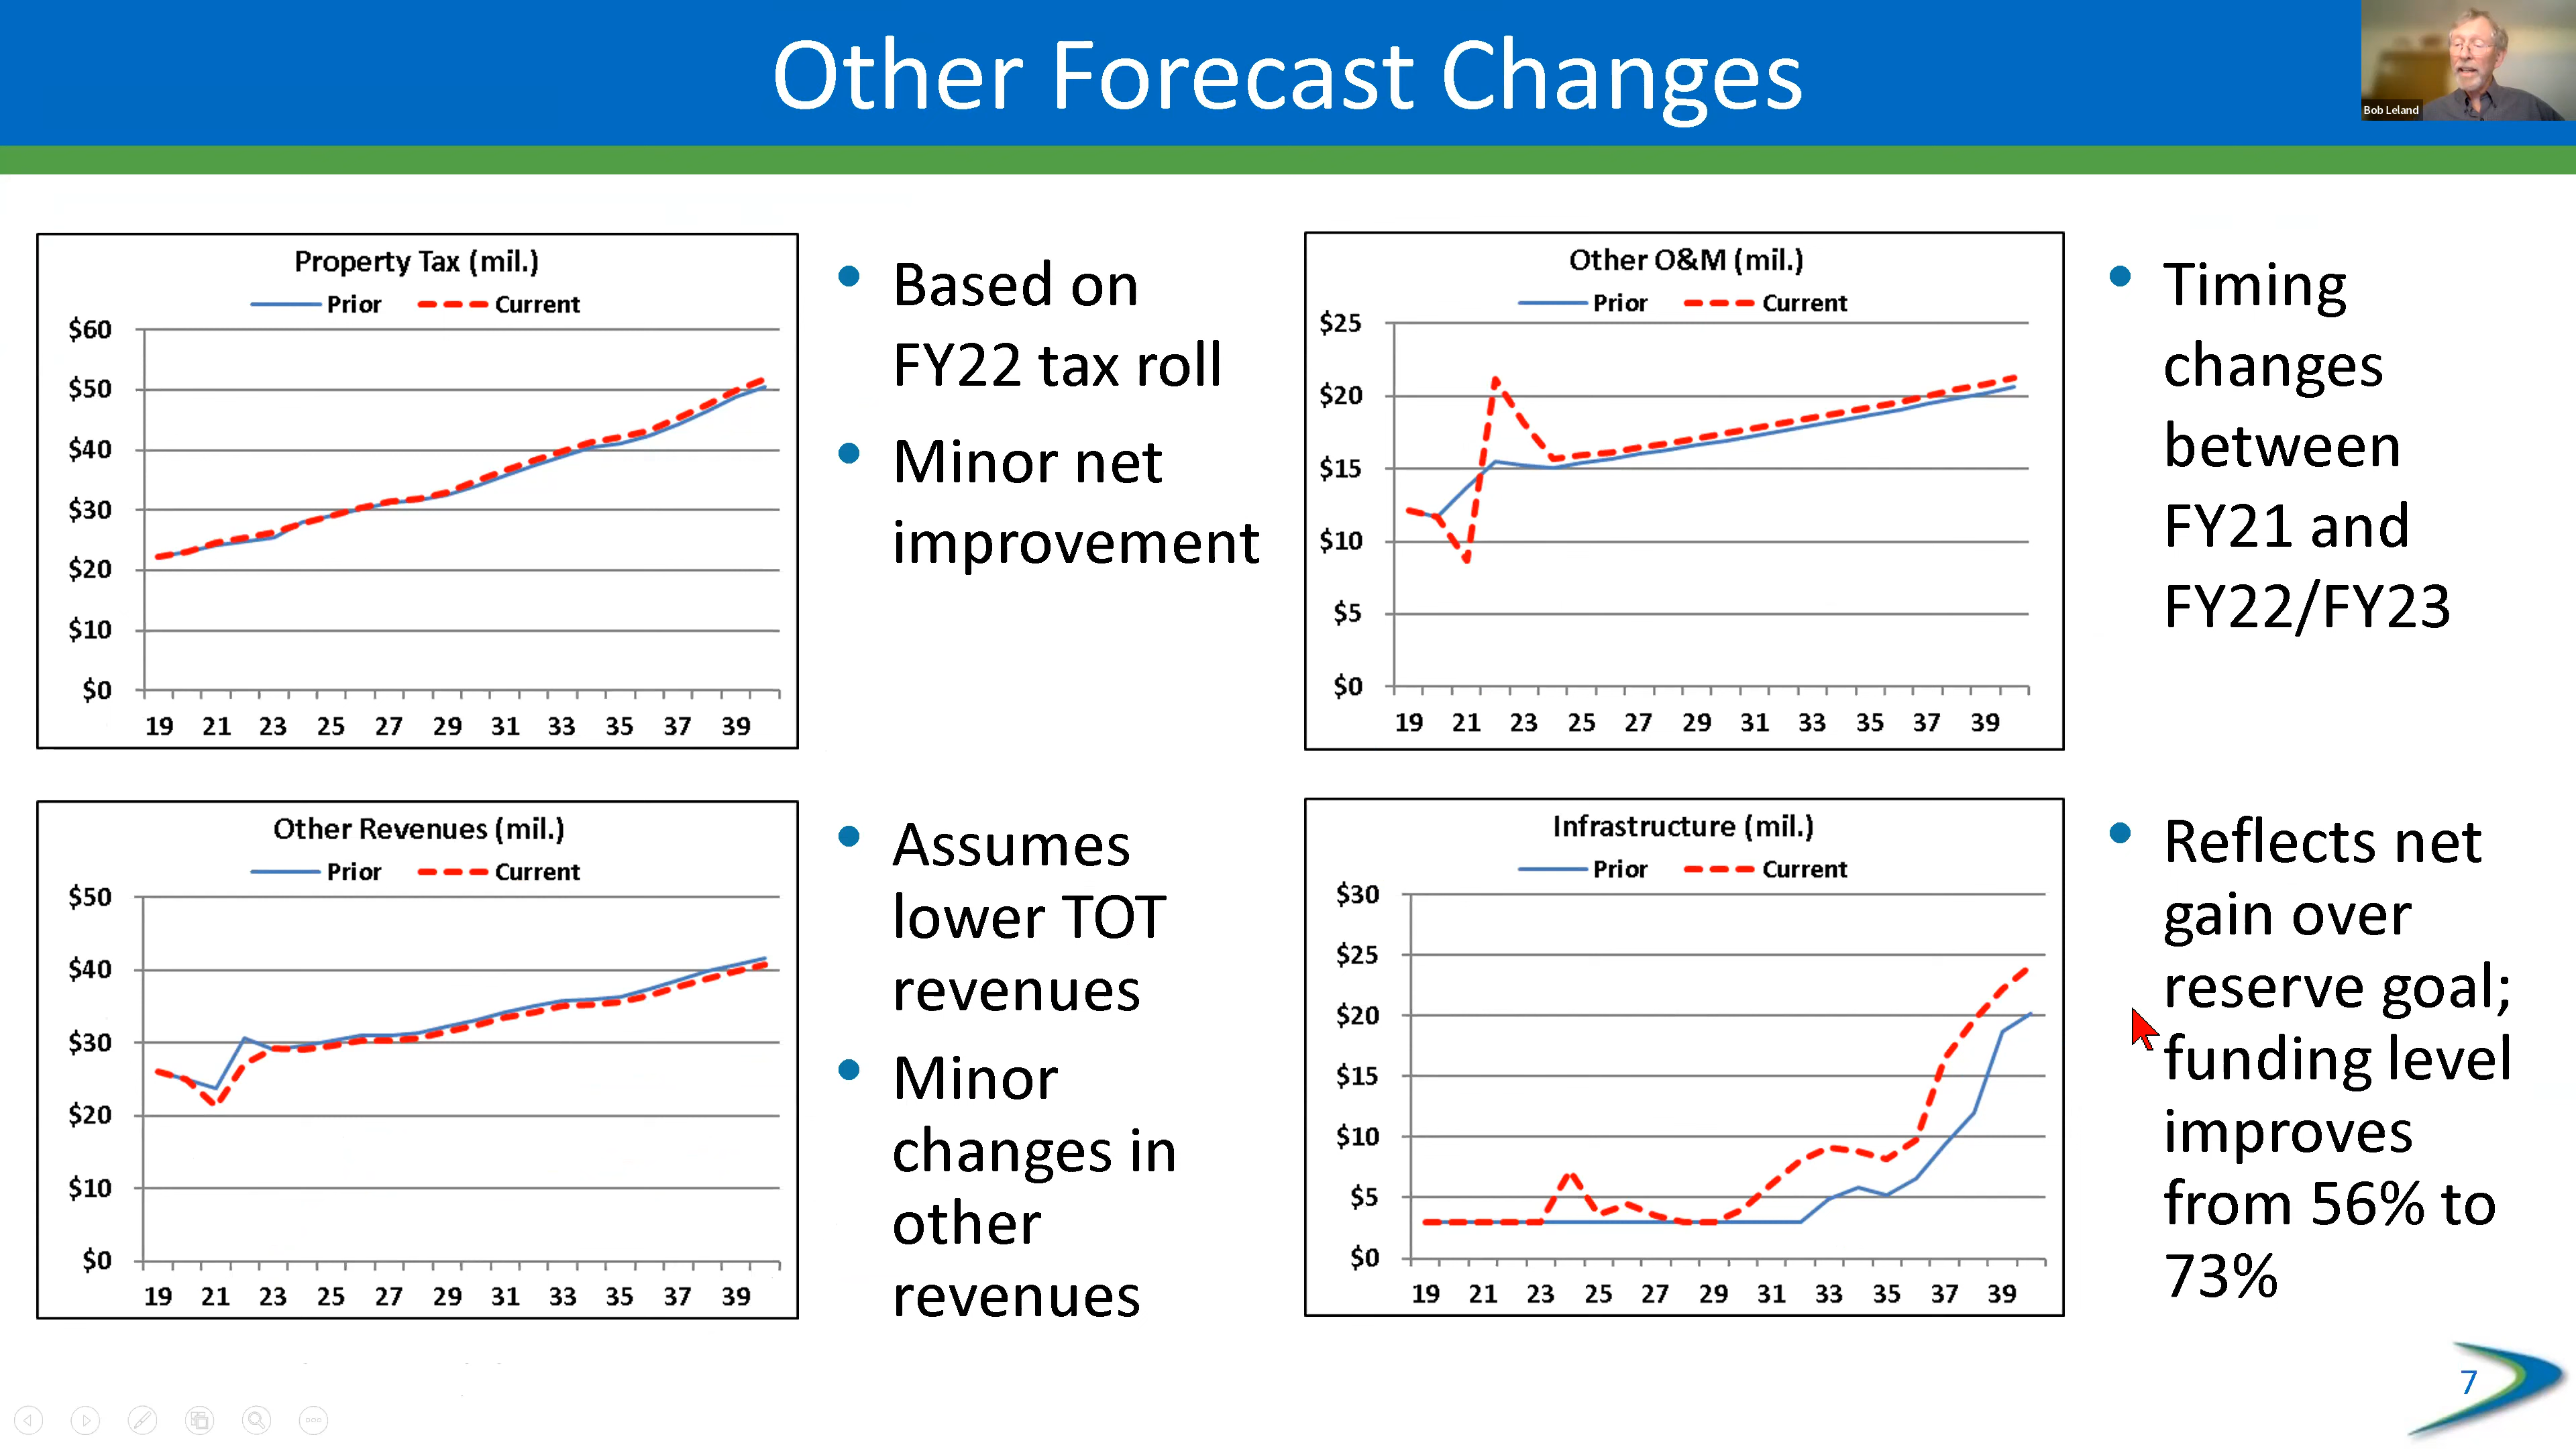 Other Forecast Changes
Bob Leland
Property Tax (mil.)
Prior Current
$60
$50
$40
$30
$20
$10
$0
19 21 23 25 27 29 31 33 35 37 39
• Based on
FY22 tax roll
• Minor net
improvement
Other O&M (mil.)
Prior Current
$25
$20
$15
$10
$5
$0
19 21 23 25 27 29 31 33 35 37 39
• Timing
changes
between
FY21 and
FY22/FY23
Other Revenues (mil.)
Prior Current
$50
$40
$30
$20
$10
$0
19 21 23 25 27 29 31 33 35 37 39
• Assumes
lower TOT
revenues
• Minor
changes in
other
revenues
Infrastructure (mil.)
Prior Current
$30
$25
$20
$15
$10
$5
$0
19 21 23 25 27 29 31 33 35 37 39
• Reflects net
gain over
reserve goal;
funding level
improves
from 56% to
73%
7